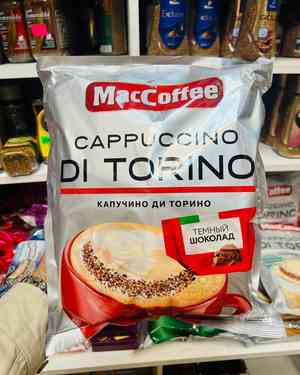 MacCoffee
CAPPUCCINO
DI TORINO
КАПУЧИНО ДИ ТОРИНО
ТЕМНЫЙ
ШОКОЛАД